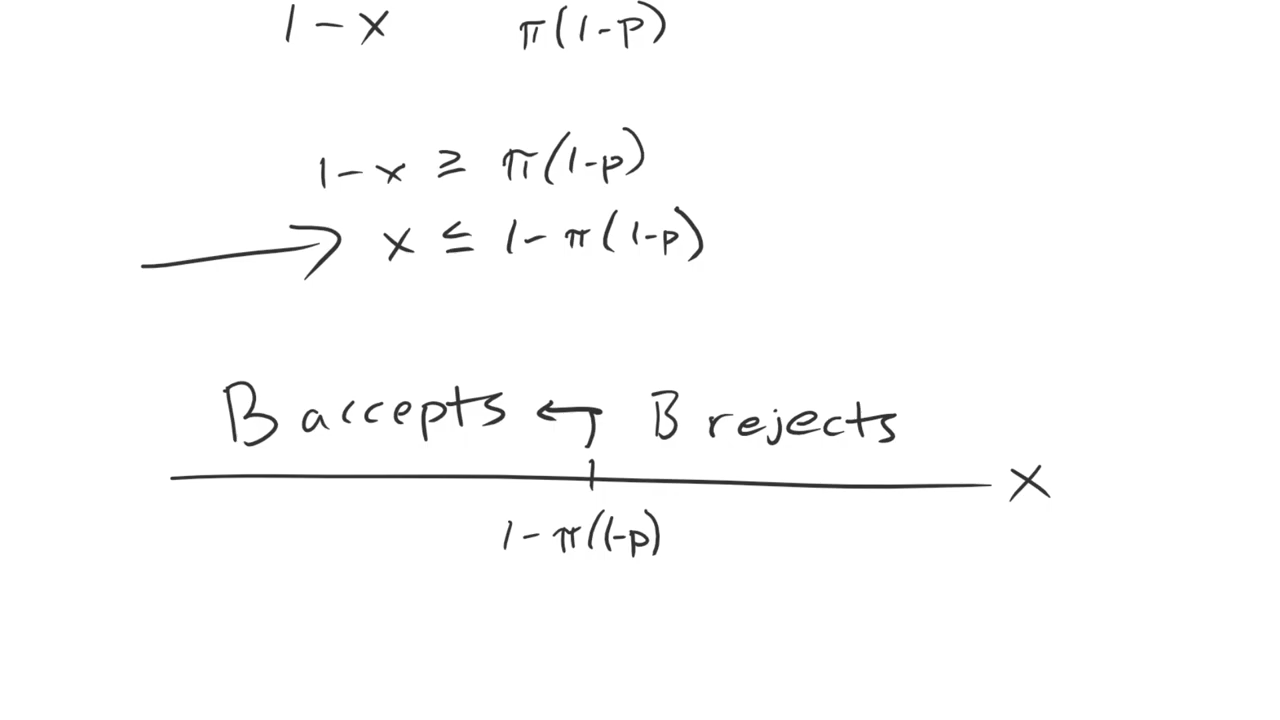 1 - x π(1-p)
1 - x ≥ π(1-p)
x ≤ 1 - π(1-p)
B accepts B rejects
x
1 - π(1-p)